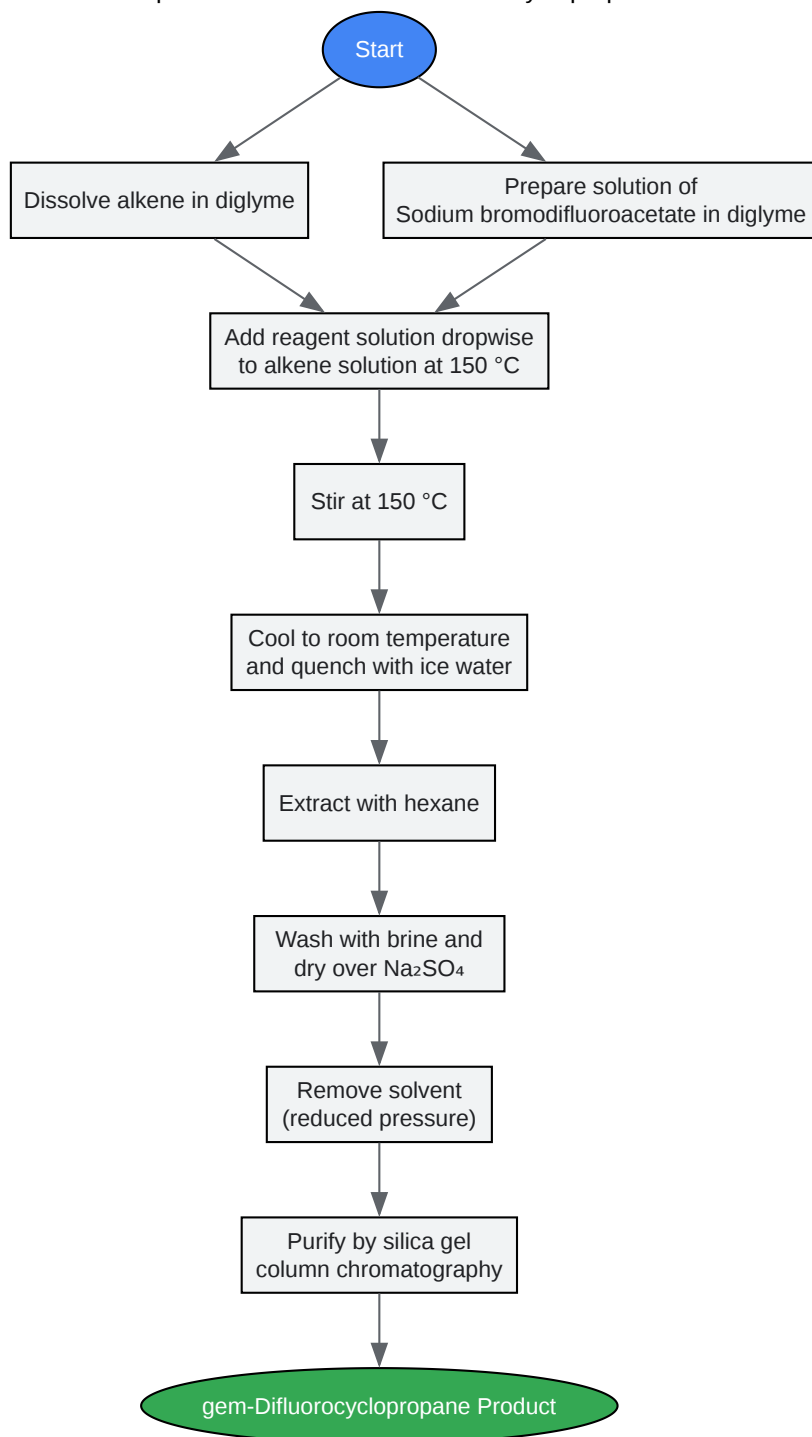 Start
Dissolve alkene in diglyme
Prepare solution of
Sodium bromodifluoroacetate in diglyme
Add reagent solution dropwise
to alkene solution at 150 °C
Stir at 150 °C
Cool to room temperature
and quench with ice water
Extract with hexane
Wash with brine and
dry over Na₂SO₄
Remove solvent
(reduced pressure)
Purify by silica gel
column chromatography
gem-Difluorocyclopropane Product